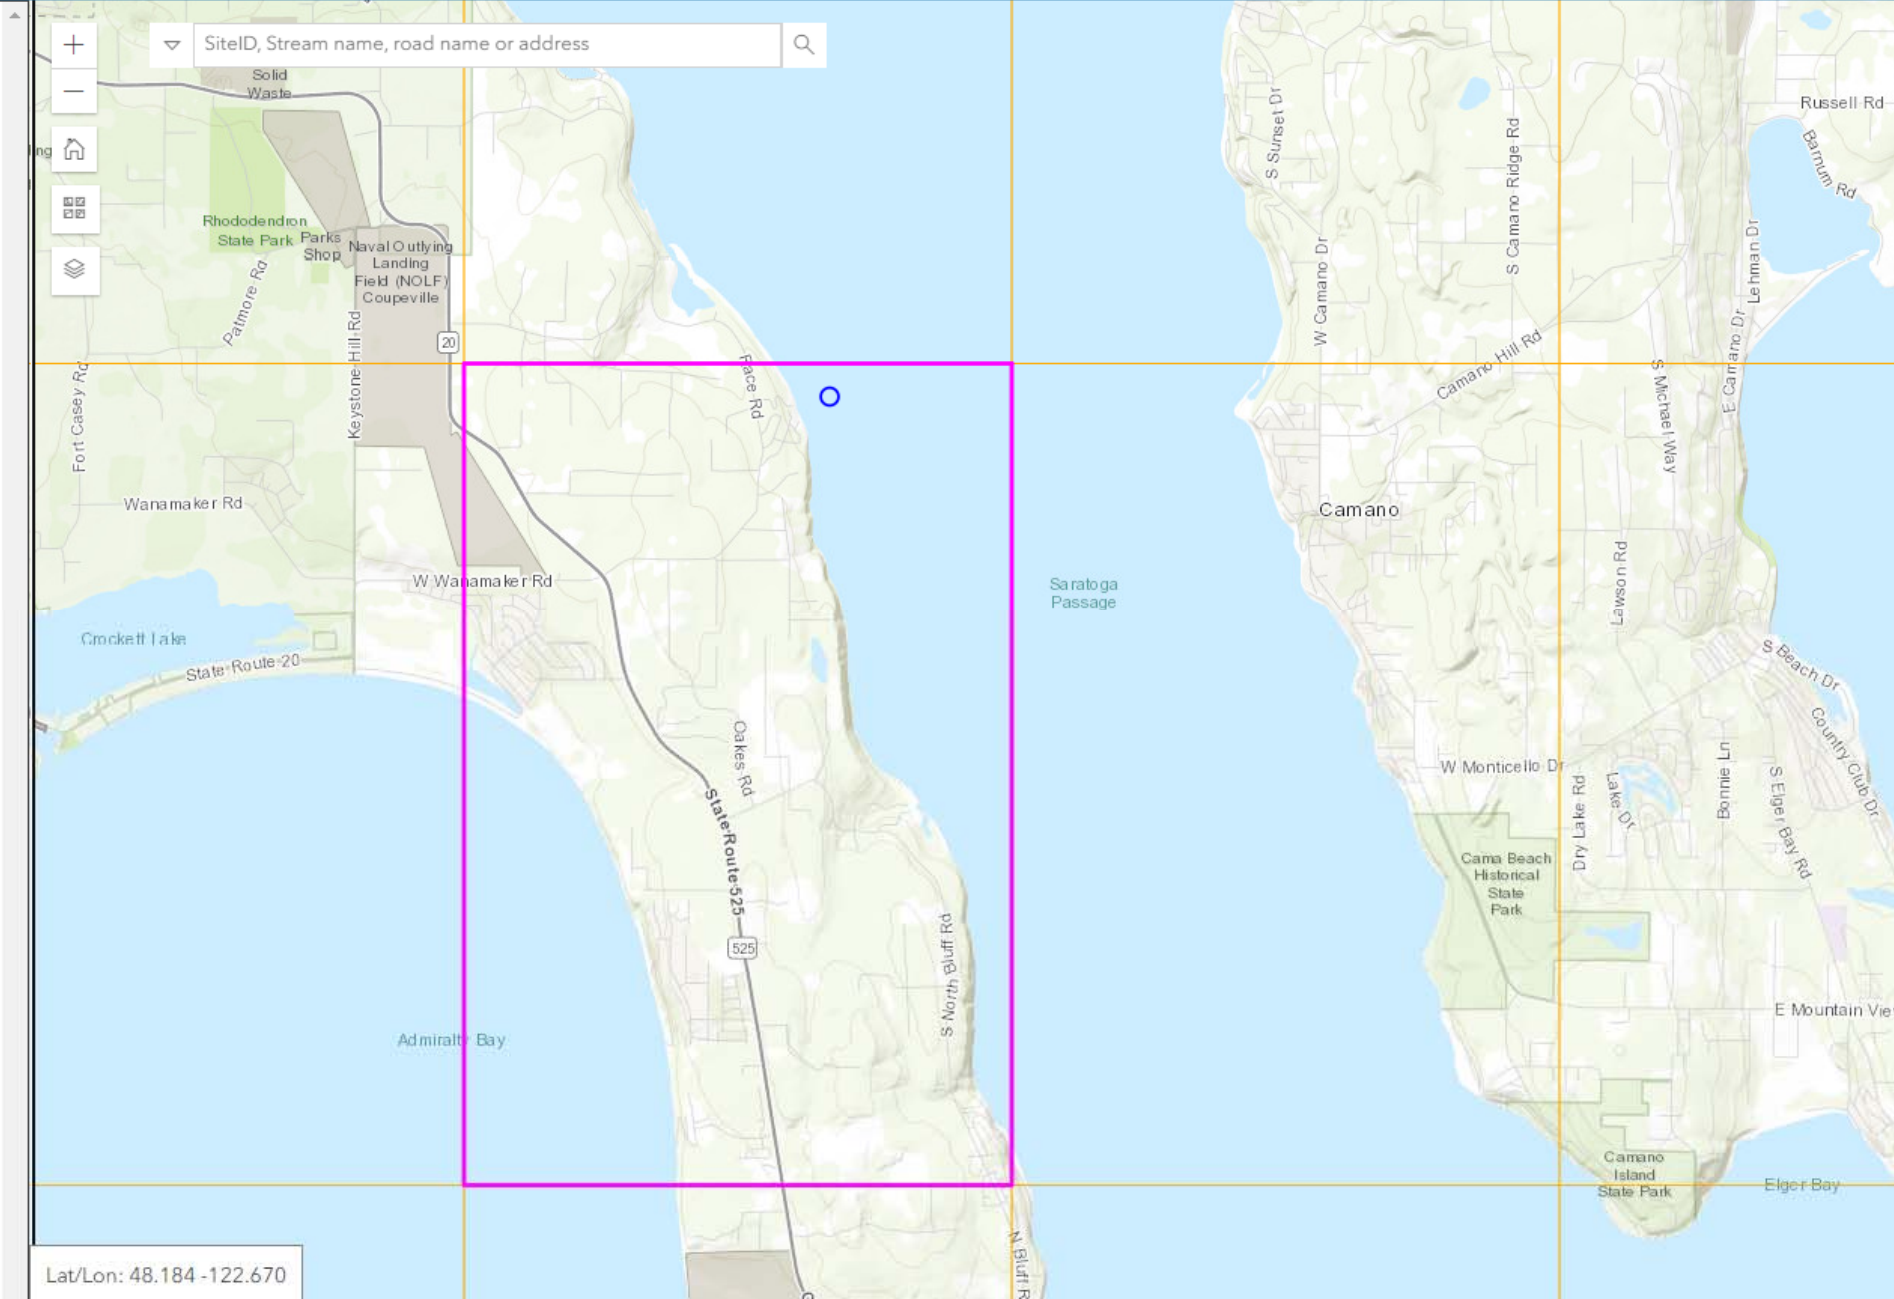 SiteID, Stream name, road name or address
Solid
Waste
Rhododendron
State Park
Parks
Shop
Naval Outlying
Landing
Field (NOLF)
Coupeville
Patmore Rd
Keystone Hill Rd
Fort Casey Rd
20
Race Rd
Wanamaker Rd
W Wanamaker Rd
Crockett Lake
State Route 20
Oakes Rd
State Route 525
525
S North Bluff Rd
Admiralty Bay
N Bluff R
Saratoga
Passage
S Sunset Dr
W Camano Dr
S Camano Ridge Rd
Camano Hill Rd
Russell Rd
Barnum Rd
Lehman Dr
E Camano Dr
S Michael Way
Camano
Lawson Rd
S Beach Dr
Country Club Dr
W Monticello Dr
Dry Lake Rd
Lake Dr
Bonnie Ln
S Elger Bay Rd
Cama Beach
Historical
State
Park
E Mountain Vie
Camano
Island
State Park
Elger Bay
Lat/Lon: 48.184 -122.670